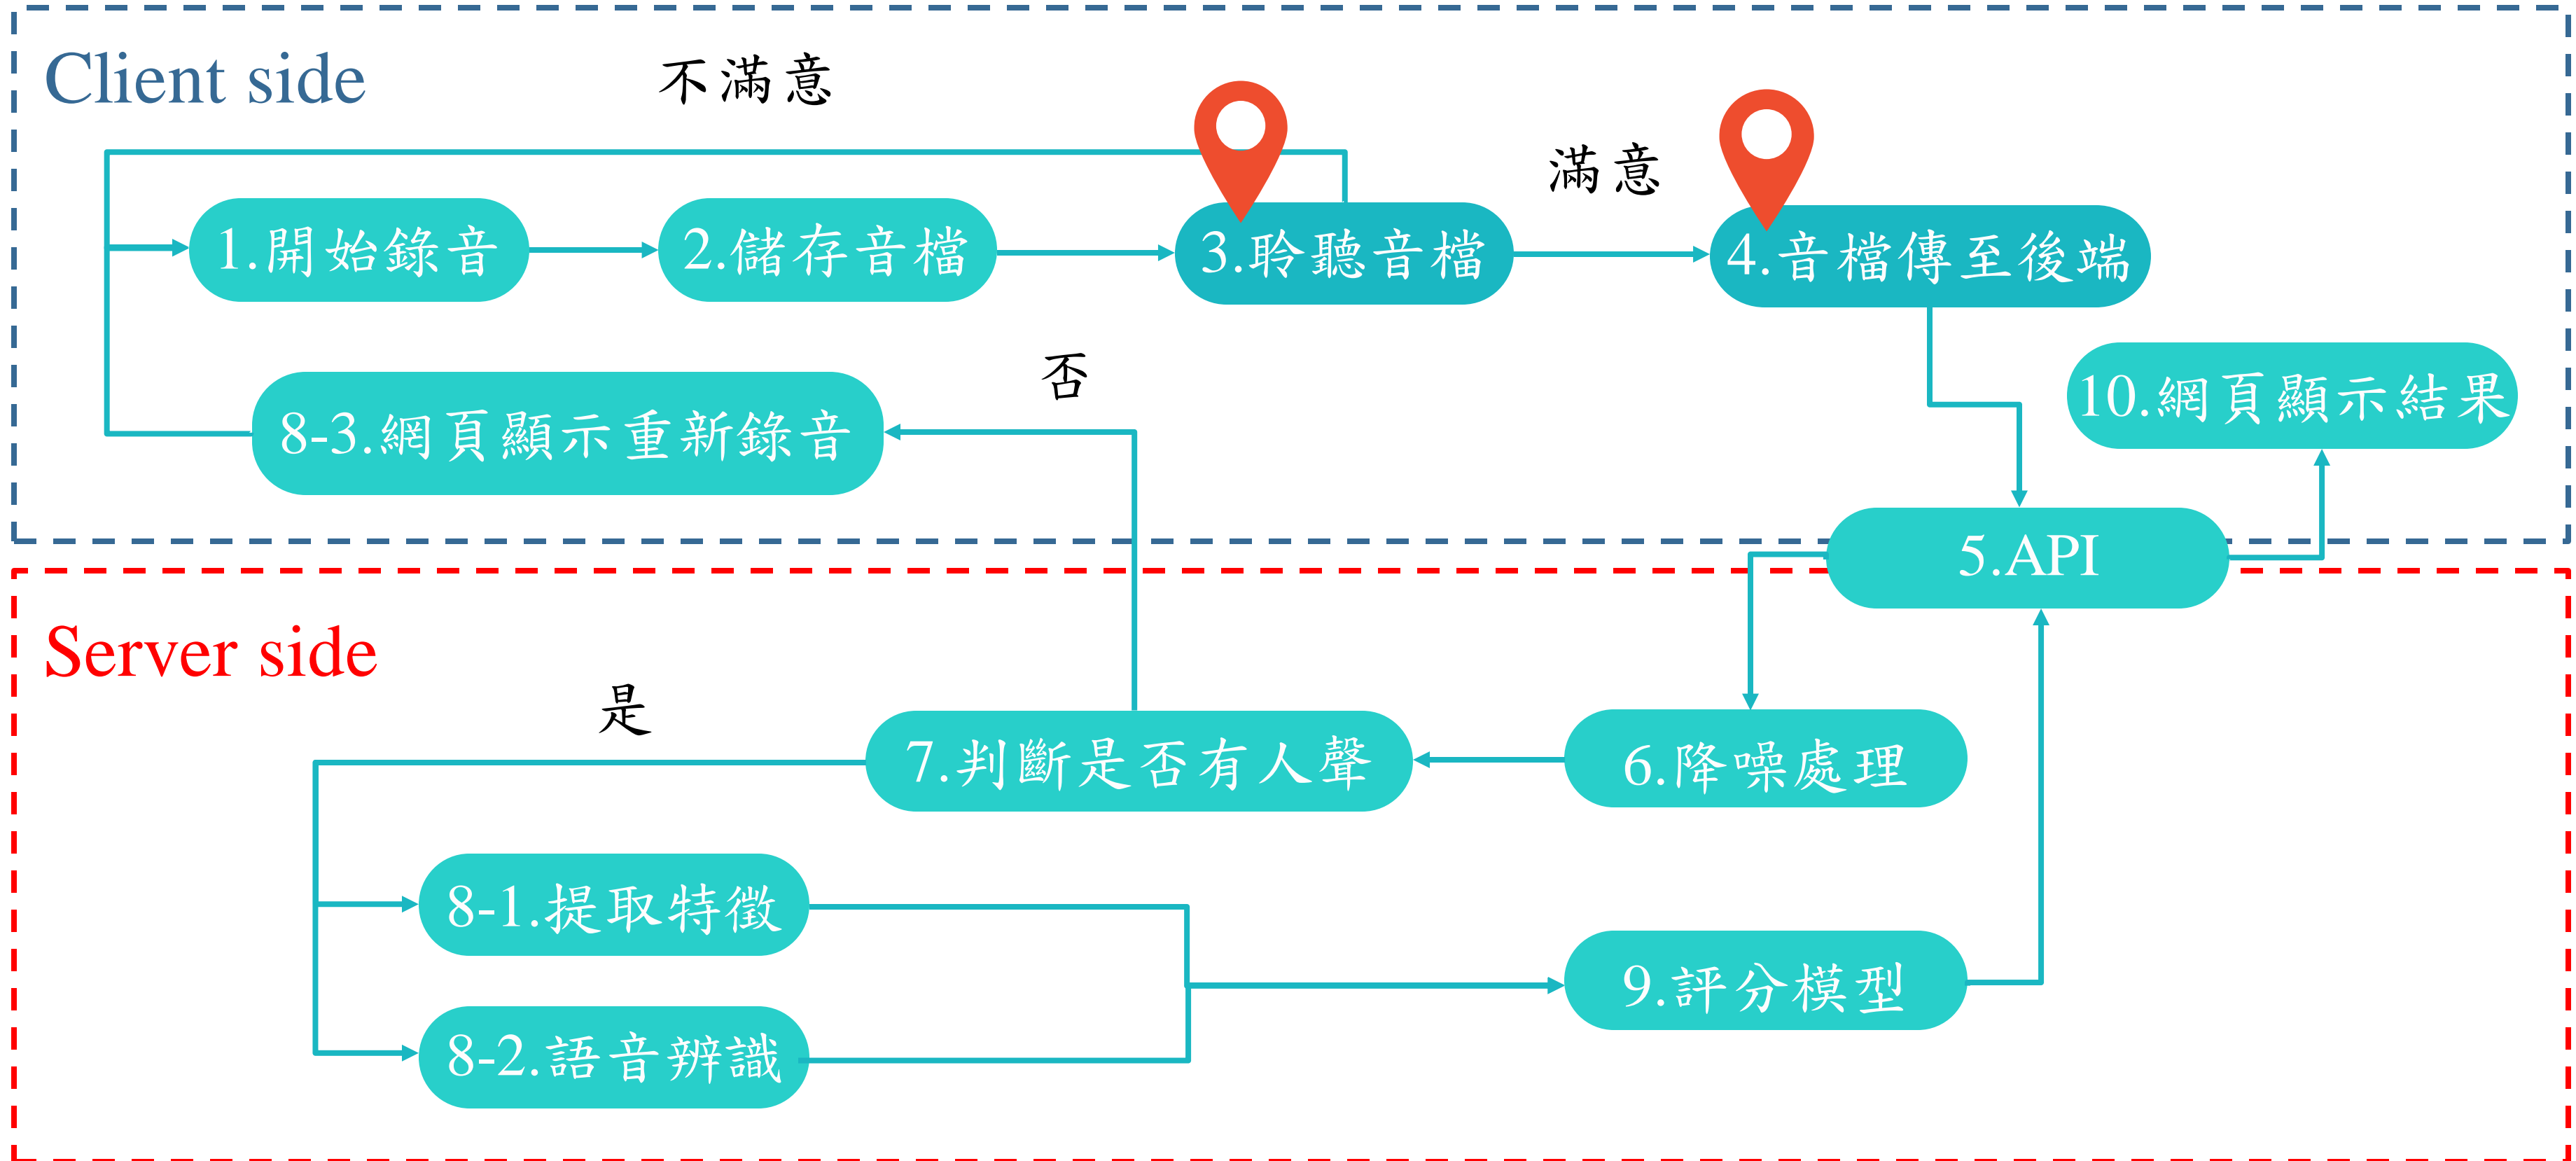 Client side
不滿意
滿意
1.開始錄音
2.儲存音檔
3.聆聽音檔
4.音檔傳至後端
否
10.網頁顯示結果
8-3.網頁顯示重新錄音
5.API
Server side
是
7.判斷是否有人聲
6.降噪處理
8-1.提取特徵
9.評分模型
8-2.語音辨識